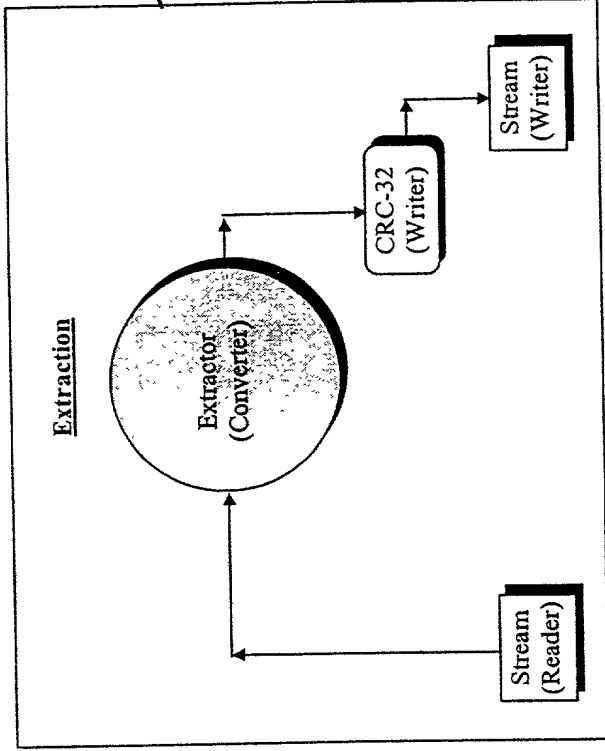 Extraction
Extractor
(Converter)
CRC-32
(Writer)
Stream
(Reader)
Stream
(Writer)